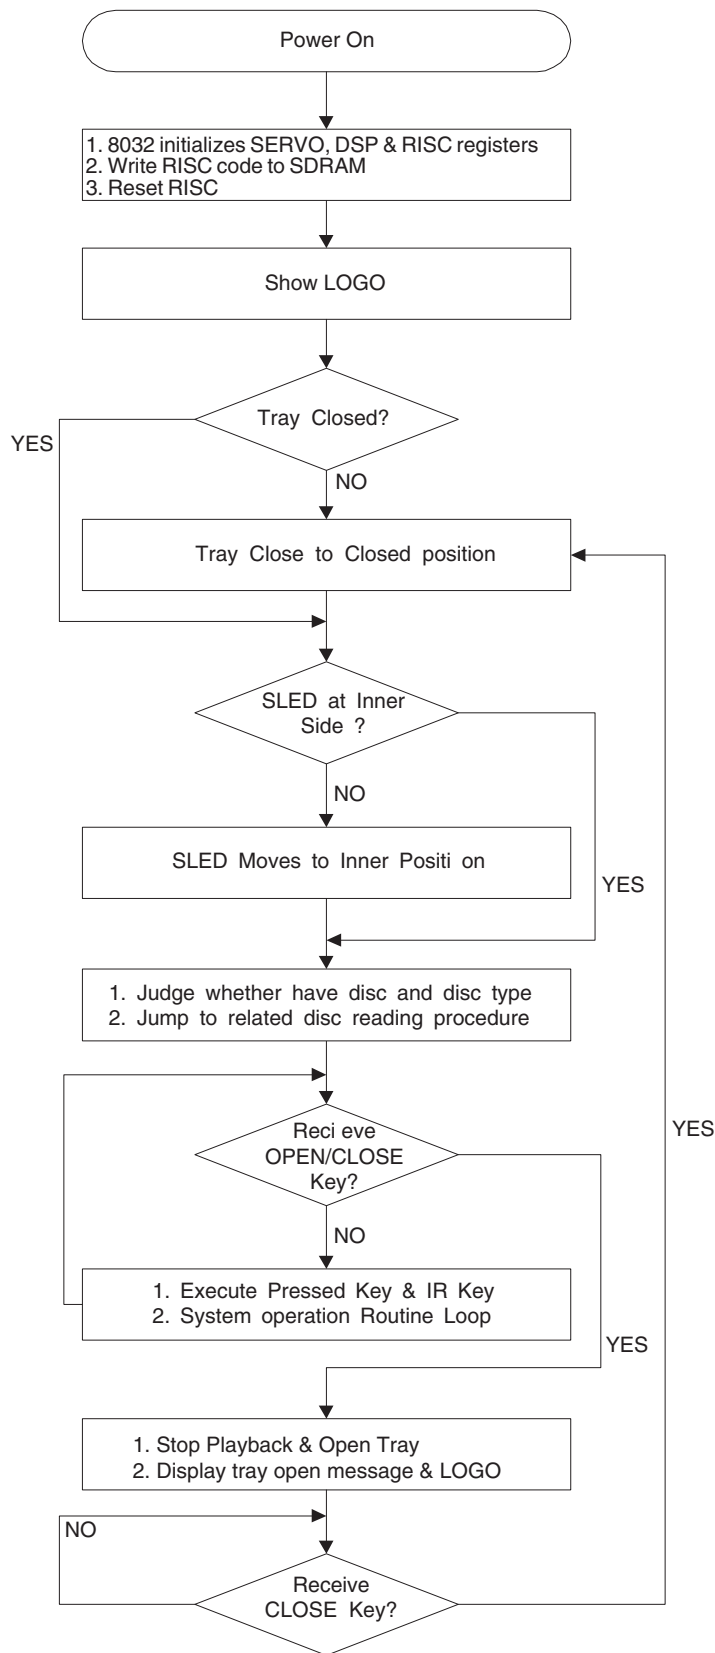 Power On
1. 8032 initializes SERVO, DSP & RISC registers
2. Write RISC code to SDRAM
3. Reset RISC
Show LOGO
Tray Closed?
YES
NO
Tray Close to Closed position
SLED at Inner
Side ?
NO
SLED Moves to Inner Positi on
YES
1. Judge whether have disc and disc type
2. Jump to related disc reading procedure
YES
Reci eve
OPEN/CLOSE
Key?
NO
1. Execute Pressed Key & IR Key
2. System operation Routine Loop
YES
1. Stop Playback & Open Tray
2. Display tray open message & LOGO
NO
Receive
CLOSE Key?